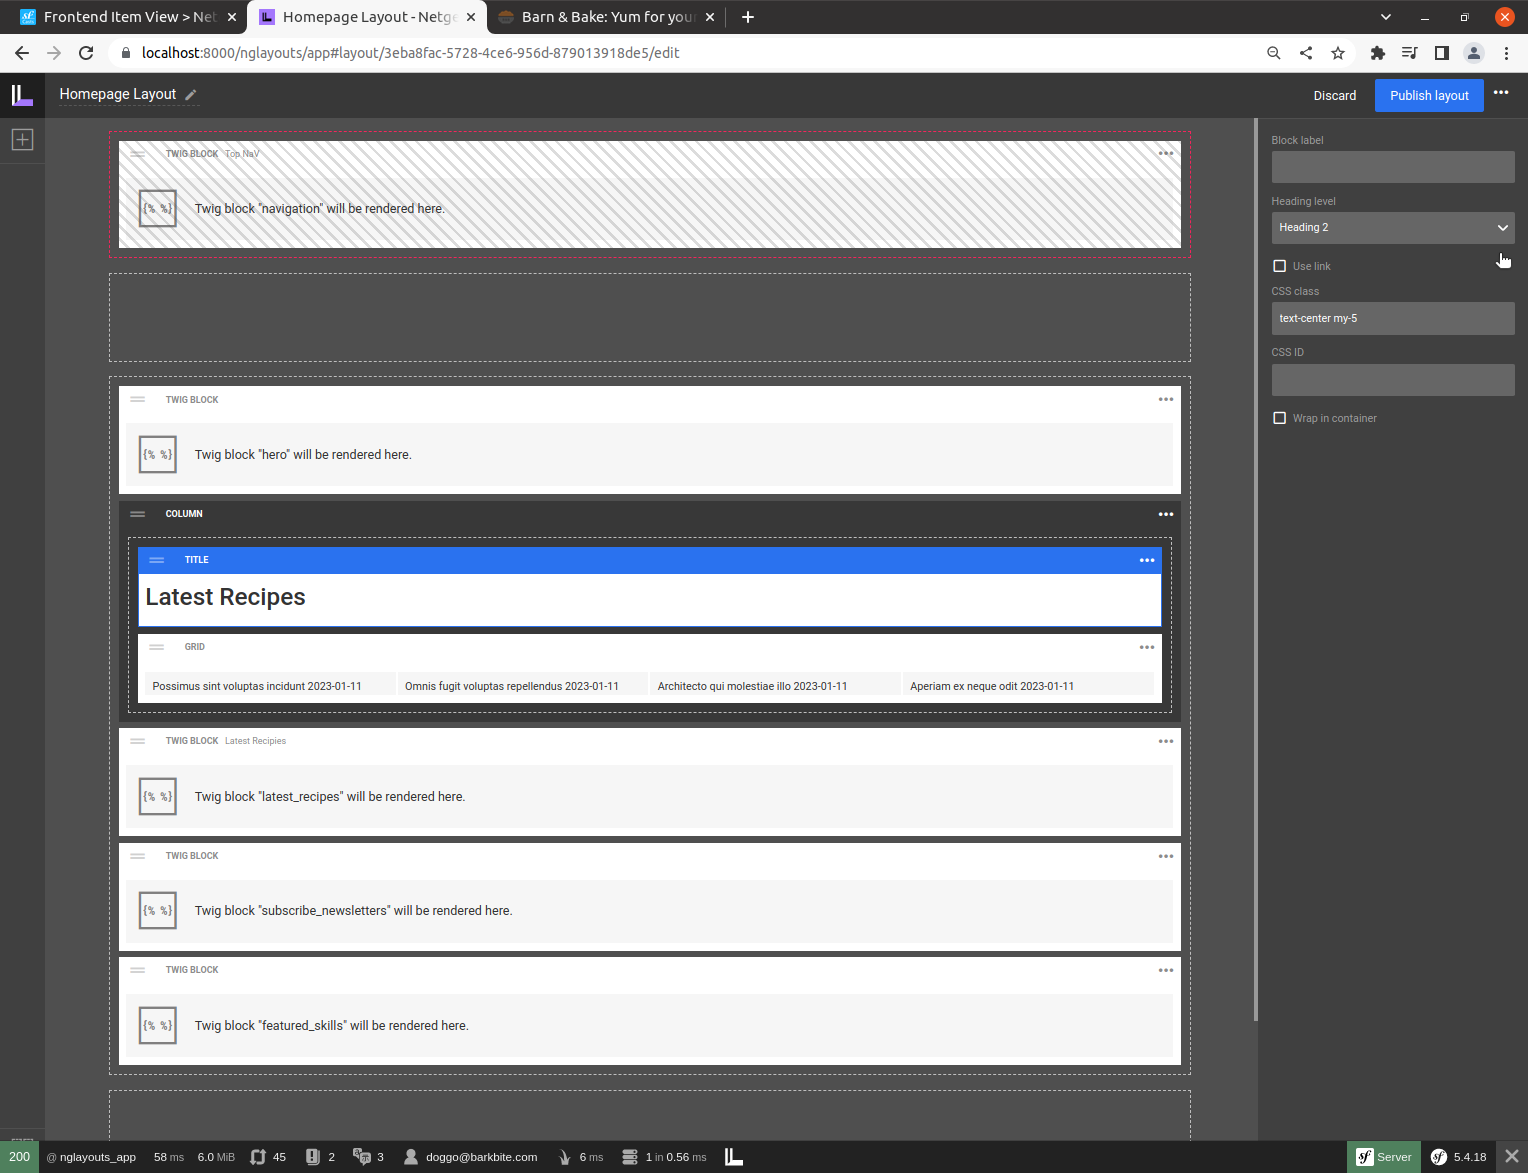 Frontend Item View > Net
Homepage Layout - Netge
Barn & Bake: Yum for you
localhost:8000/nglayouts/app#layout/3eba8fac-5728-4ce6-956d-879013918de5/edit
Homepage Layout
Discard
Publish layout
Block label
TWIG BLOCK Top NaV
{% %} Twig block "navigation" will be rendered here.
Heading level
Heading 2
Use link
CSS class
text-center my-5
CSS ID
Wrap in container
TWIG BLOCK
{% %} Twig block "hero" will be rendered here.
COLUMN
TITLE
Latest Recipes
GRID
Possimus sint voluptas incidunt 2023-01-11 Omnis fugit voluptas repellendus 2023-01-11 Architecto qui molestiae illo 2023-01-11 Aperiam ex neque odit 2023-01-11
TWIG BLOCK Latest Recipies
{% %} Twig block "latest_recipes" will be rendered here.
TWIG BLOCK
{% %} Twig block "subscribe_newsletters" will be rendered here.
TWIG BLOCK
{% %} Twig block "featured_skills" will be rendered here.
200 @ nglayouts_app 58 ms 6.0 MiB 45 2 3 doggo@barkbite.com 6 ms 1 in 0.56 ms sf Server sf 5.4.18